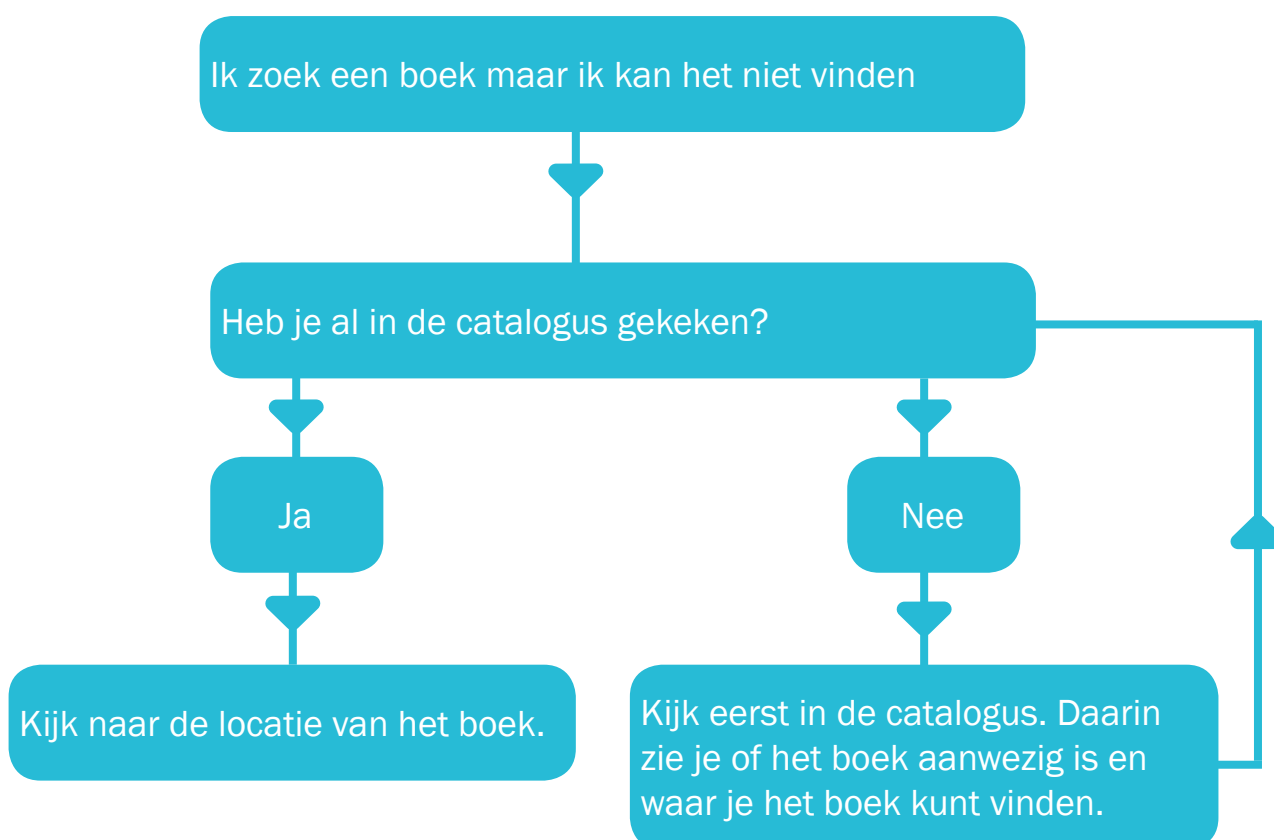 Ik zoek een boek maar ik kan het niet vinden
Heb je al in de catalogus gekeken?
Ja
Nee
Kijk naar de locatie van het boek.
Kijk eerst in de catalogus. Daarin
zie je of het boek aanwezig is en
waar je het boek kunt vinden.